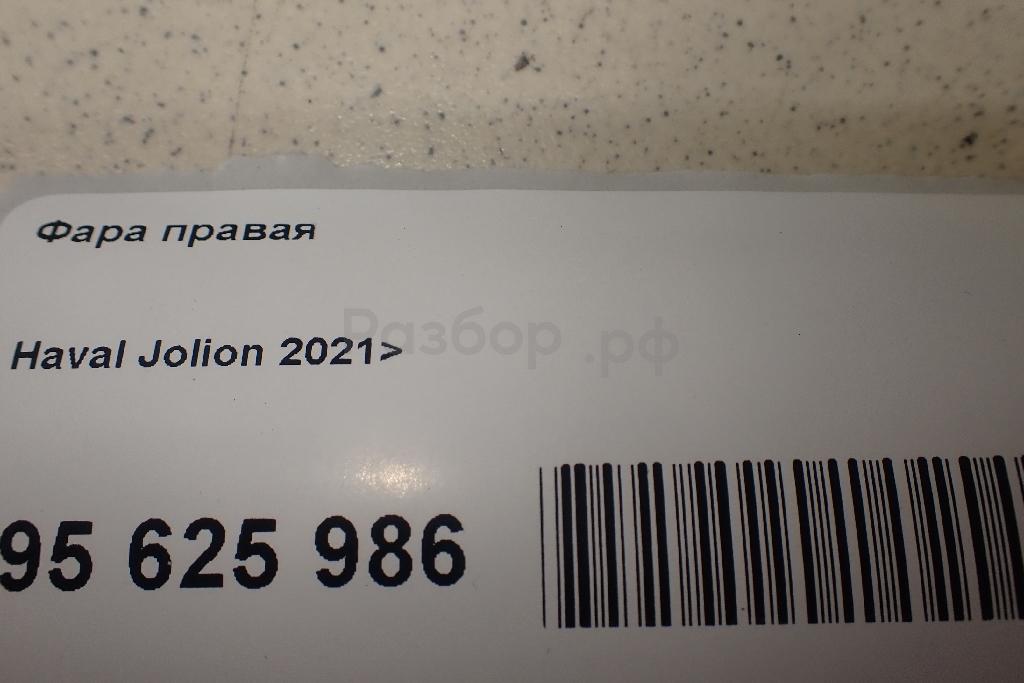 Фара правая
Разбор.рф
Haval Jolion 2021>
95 625 986